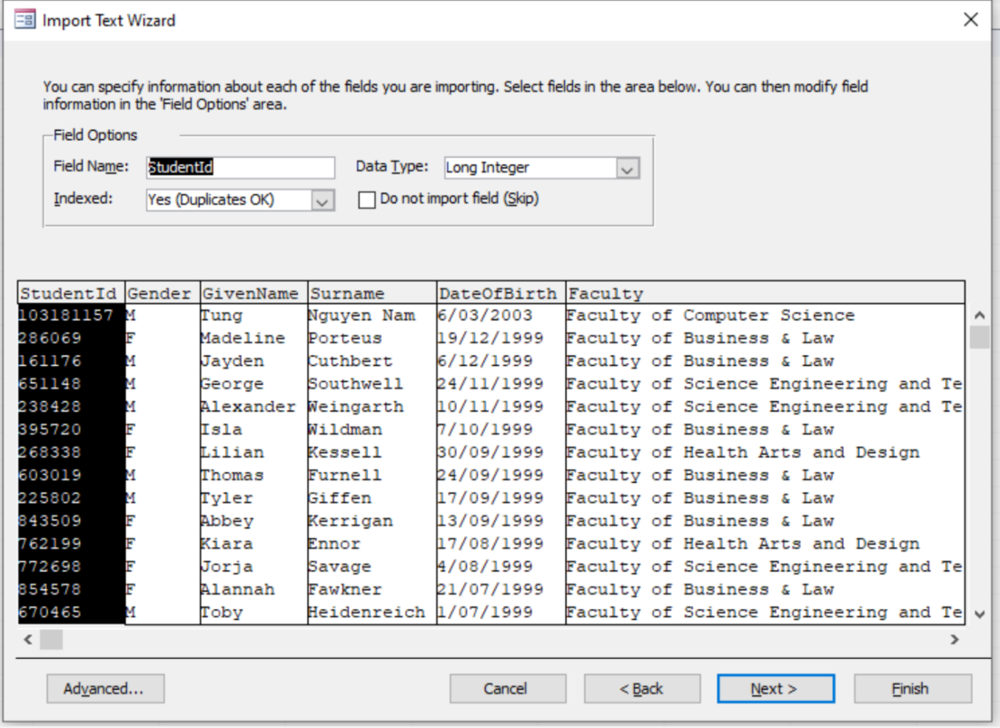 Import Text Wizard
You can specify information about each of the fields you are importing. Select fields in the area below. You can then modify field
information in the 'Field Options' area.
Field Options
Field Name: StudentId Data Type: Long Integer
Indexed: Yes (Duplicates OK) Do not import field (Skip)
StudentId Gender GivenName Surname DateOfBirth Faculty
103181157 M Tung Nguyen Nam 6/03/2003 Faculty of Computer Science
286069 F Madeline Porteus 19/12/1999 Faculty of Business & Law
161176 M Jayden Cuthbert 6/12/1999 Faculty of Business & Law
651148 M George Southwell 24/11/1999 Faculty of Science Engineering and Te
238428 M Alexander Weingarth 10/11/1999 Faculty of Science Engineering and Te
395720 F Isla Wildman 7/10/1999 Faculty of Business & Law
268338 F Lilian Kessell 30/09/1999 Faculty of Health Arts and Design
603019 M Thomas Furnell 24/09/1999 Faculty of Business & Law
225802 M Tyler Giffen 17/09/1999 Faculty of Business & Law
843509 F Abbey Kerrigan 13/09/1999 Faculty of Business & Law
762199 F Kiara Ennor 17/08/1999 Faculty of Health Arts and Design
772698 F Jorja Savage 4/08/1999 Faculty of Science Engineering and Te
854578 F Alannah Fawkner 21/07/1999 Faculty of Business & Law
670465 M Toby Heidenreich 1/07/1999 Faculty of Science Engineering and Te
Advanced... Cancel < Back Next > Finish